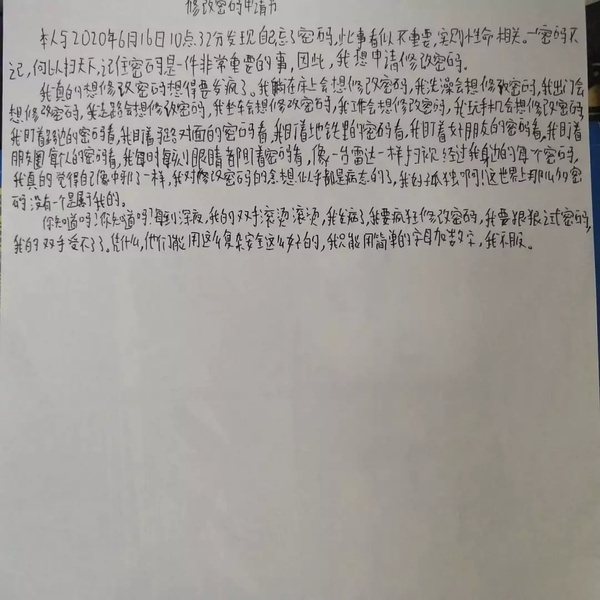 修改密码申请书
本人与2020年6月16日10点32分发现自己忘了密码,此事看似不重要,实则性命相关。一密码不
记,何以扫天下,记住密码是一件非常重要的事,因此,我想申请修改密码。
我真的想修改密码想得要发疯了。我躺在床上会想修改密码,我洗澡会想修改密码,我出门会
想修改密码,我走路会想修改密码,我坐车会想修改密码,我工作会想修改密码,我玩手机会想修改密码,
我盯着路边的密码看,我盯着马路对面的密码看,我盯着地铁里的密码看,我盯着女朋友的密码看,我盯着
朋友圈每个人的密码看,我每时每刻眼睛都盯着密码看,像一台雷达一样扫视经过我身边的每个密码,
我真的觉得自己像中邪了一样,我对修改密码的念想似乎都是病态的了,我好孤独啊!这世界上那么多密
码没有一个是属于我的。
你知道吗?你知道吗?每到深夜,我的双手滚烫滚烫,我发病了,我要疯狂修改密码,我要狠狠试密码,
我的双手受不了了。凭什么,他们能用这么复杂安全这么好的,我只能用简单的字母加数字,我不服。